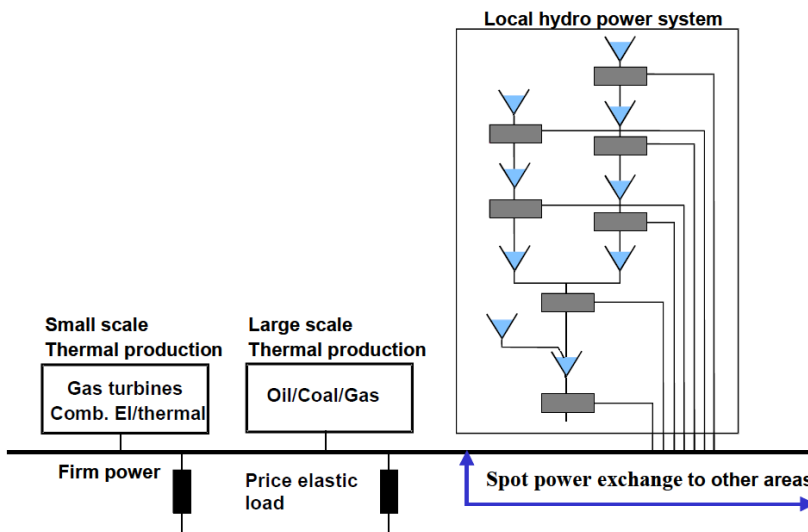 Local hydro power system
Small scale
Thermal production
Large scale
Thermal production
Gas turbines
Comb. El/thermal
Oil/Coal/Gas
Firm power
Price elastic
load
Spot power exchange to other areas